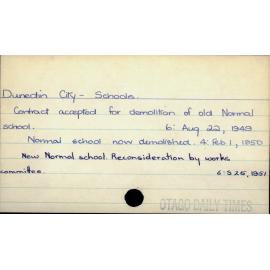 Dunedin City - Schools.
Contract accepted for demolition of old Normal
school. 6: Aug 22, 1949
Normal school now demolished. 4: Feb 1, 1950
New Normal school. Reconsideration by works
committee. 6: S 25, 1951
OTAGO DAILY TIMES